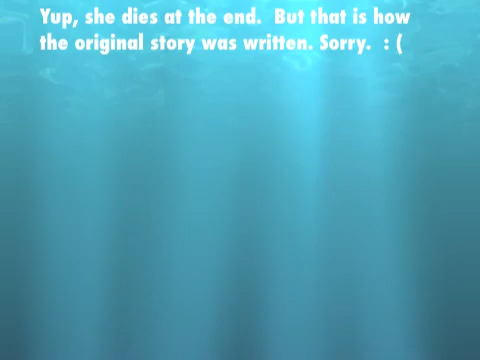 Yup, she dies at the end.  But that is how
the original story was written. Sorry.  : (